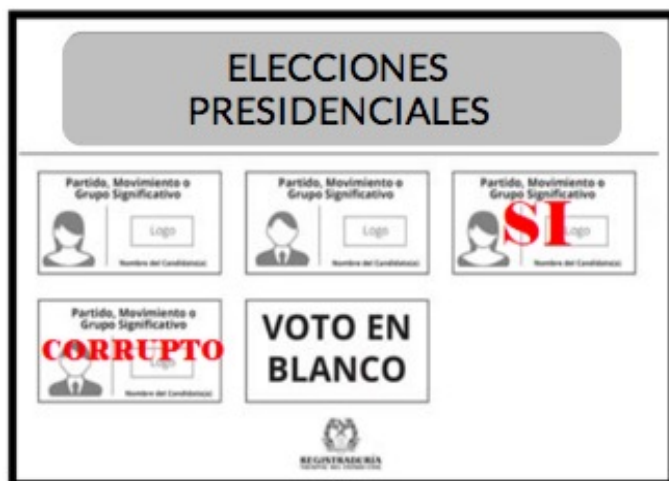 ELECCIONES
PRESIDENCIALES
Partido, Movimiento o
Grupo Significativo
Logo
Nombre del Candidato(a)
Partido, Movimiento o
Grupo Significativo
Logo
Nombre del Candidato(a)
Partido, Movimiento o
Grupo Significativo
SI
Logo
Nombre del Candidato(a)
Partido, Movimiento o
Grupo Significativo
CORRUPTO
Logo
Nombre del Candidato(a)
VOTO EN
BLANCO
REGISTRADURÍA